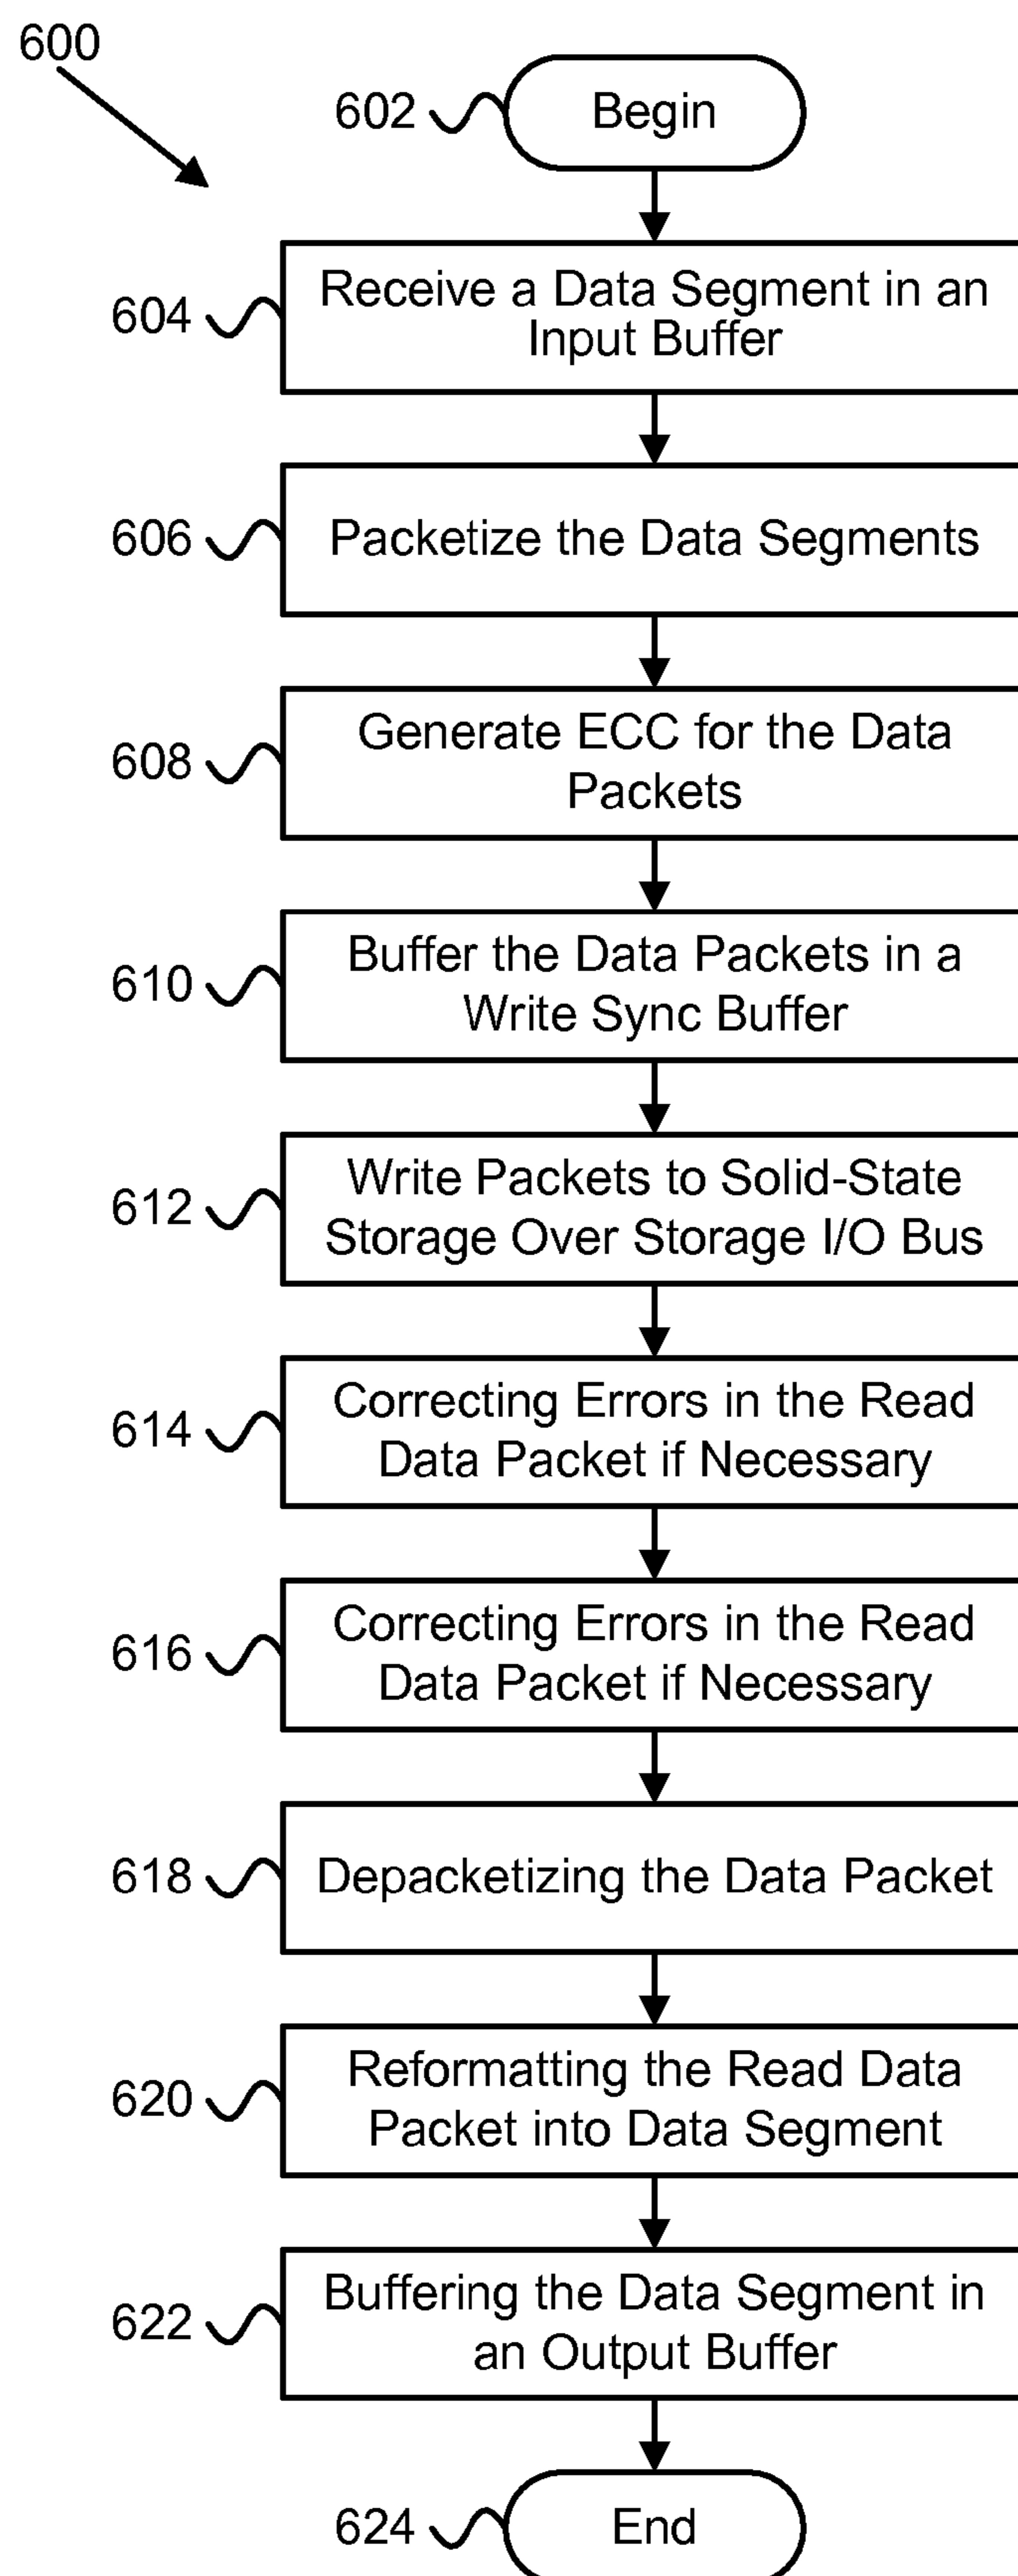 600
602
Begin
604
Receive a Data Segment in an
Input Buffer
606
Packetize the Data Segments
608
Generate ECC for the Data
Packets
610
Buffer the Data Packets in a
Write Sync Buffer
612
Write Packets to Solid-State
Storage Over Storage I/O Bus
614
Correcting Errors in the Read
Data Packet if Necessary
616
Correcting Errors in the Read
Data Packet if Necessary
618
Depacketizing the Data Packet
620
Reformatting the Read Data
Packet into Data Segment
622
Buffering the Data Segment in
an Output Buffer
624
End